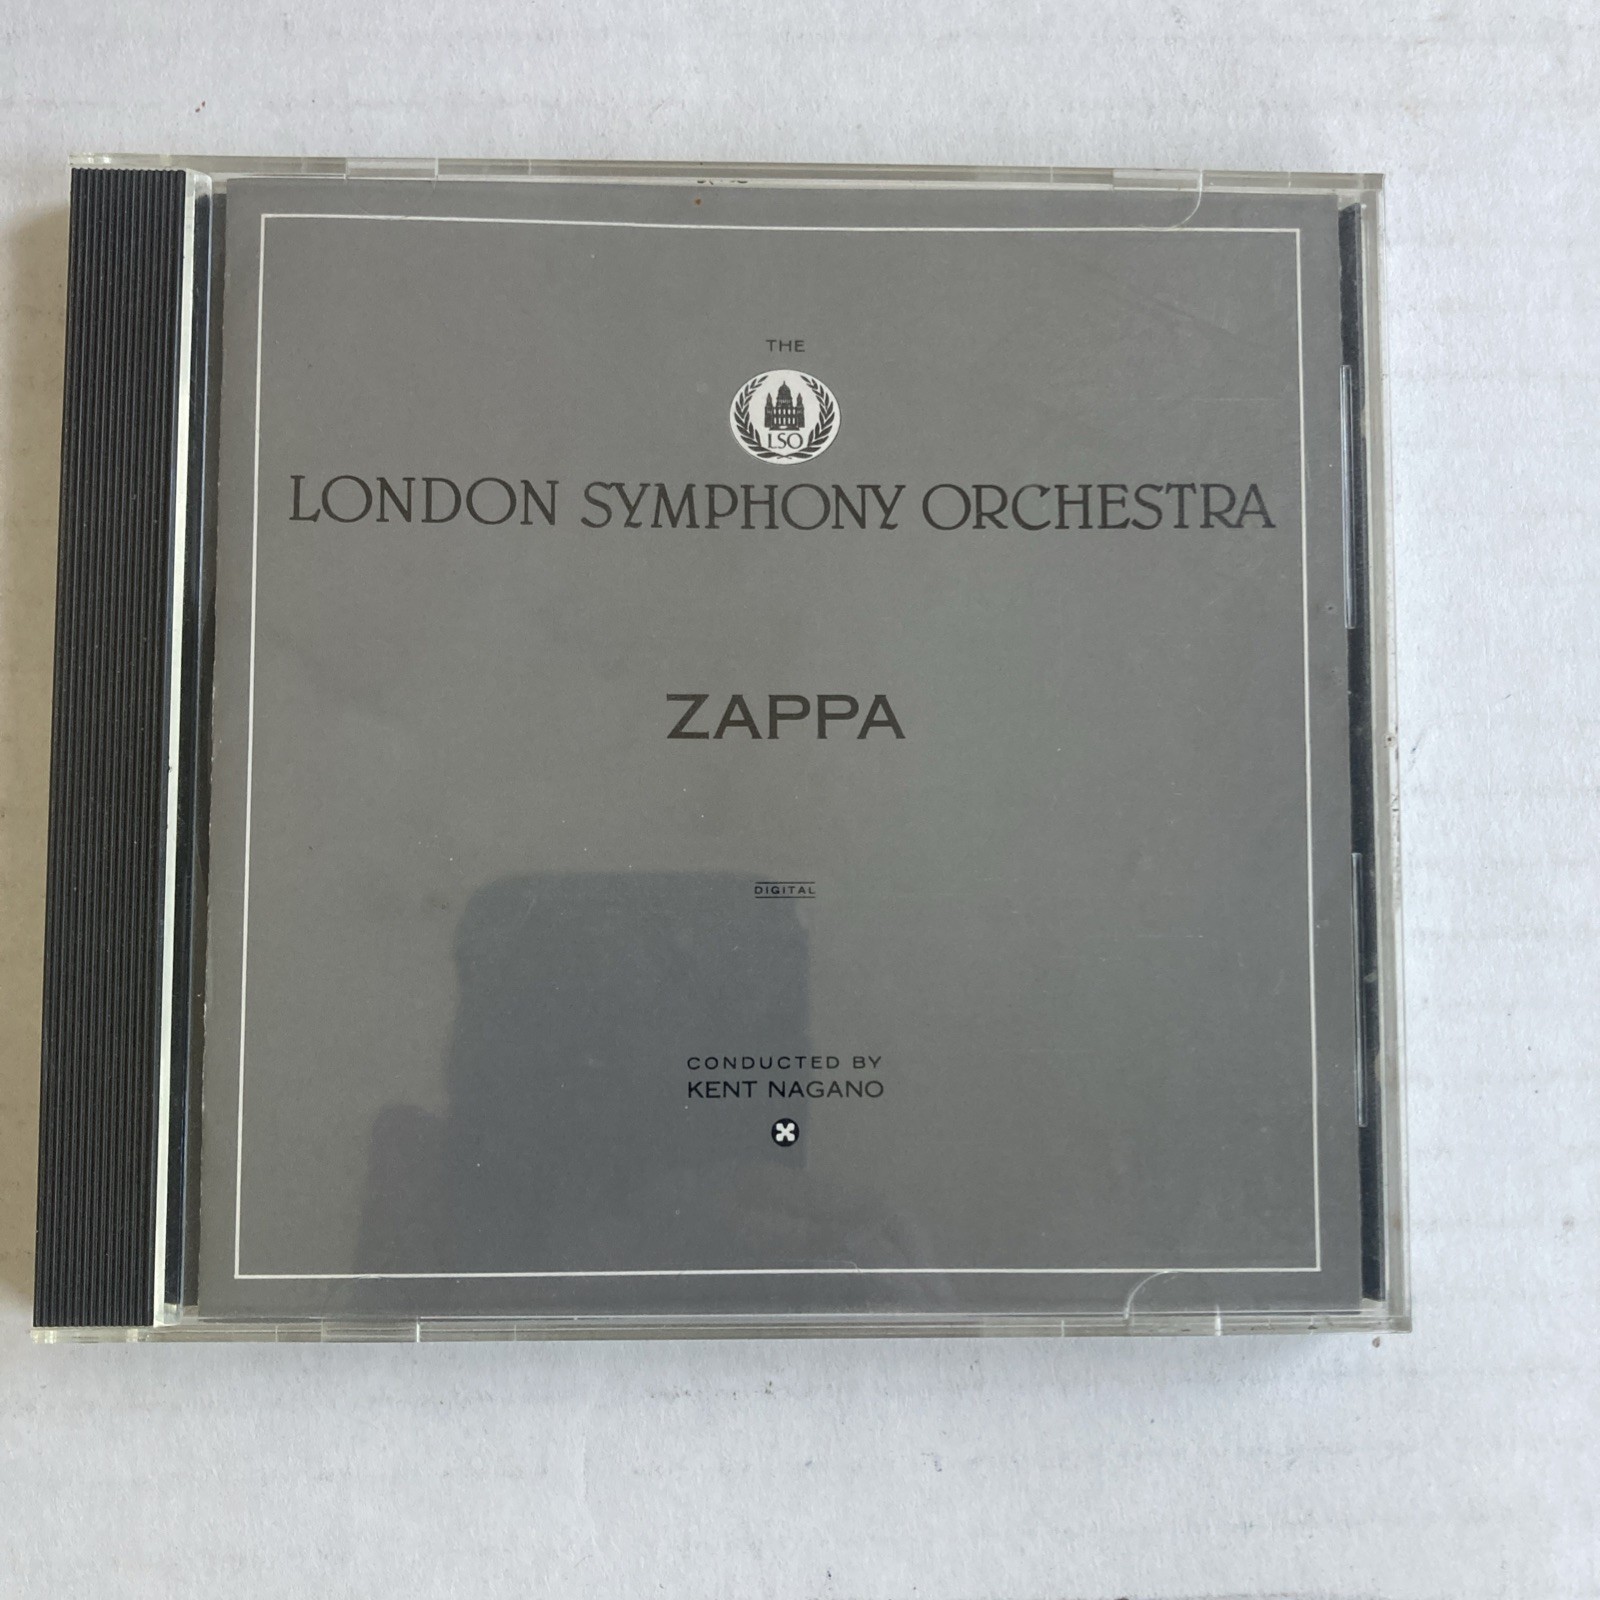 THE
LSO
LONDON SYMPHONY ORCHESTRA
ZAPPA
DIGITAL
CONDUCTED BY
KENT NAGANO